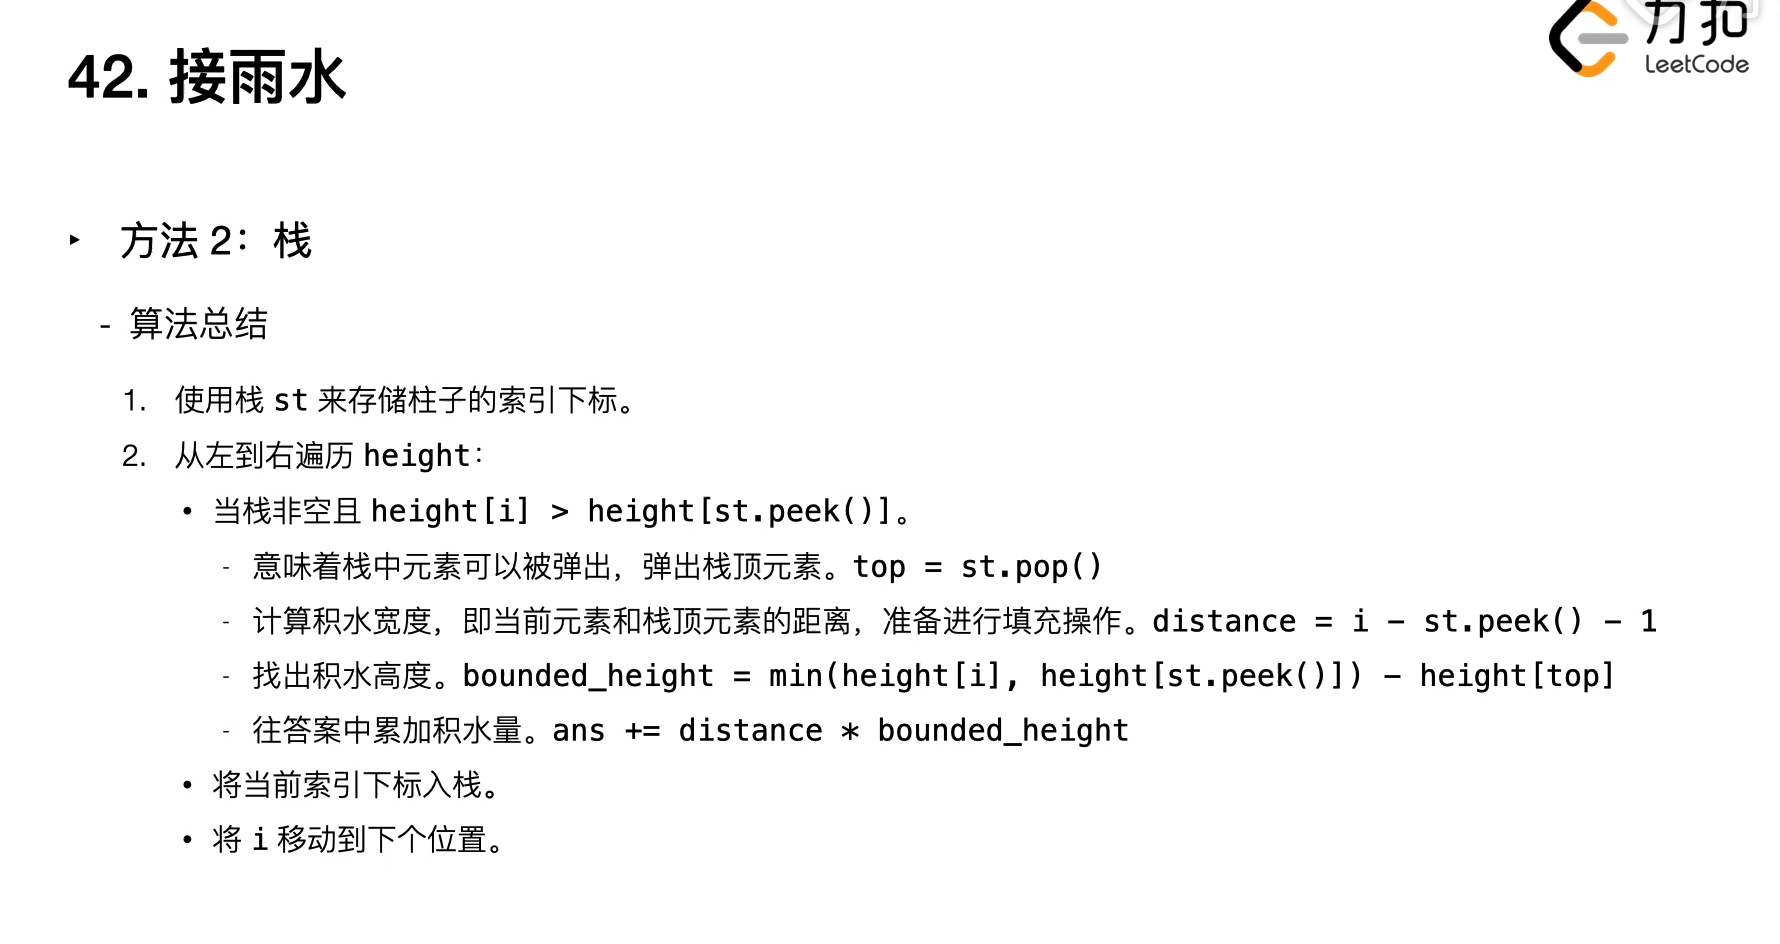 42. 接雨水
力扣
LeetCode
‣ 方法 2：栈
- 算法总结
1. 使用栈 st 来存储柱子的索引下标。
2. 从左到右遍历 height：
• 当栈非空且 height[i] > height[st.peek()]。
- 意味着栈中元素可以被弹出，弹出栈顶元素。top = st.pop()
- 计算积水宽度，即当前元素和栈顶元素的距离，准备进行填充操作。distance = i − st.peek() − 1
- 找出积水高度。bounded_height = min(height[i], height[st.peek()]) − height[top]
- 往答案中累加积水量。ans += distance * bounded_height
• 将当前索引下标入栈。
• 将 i 移动到下个位置。